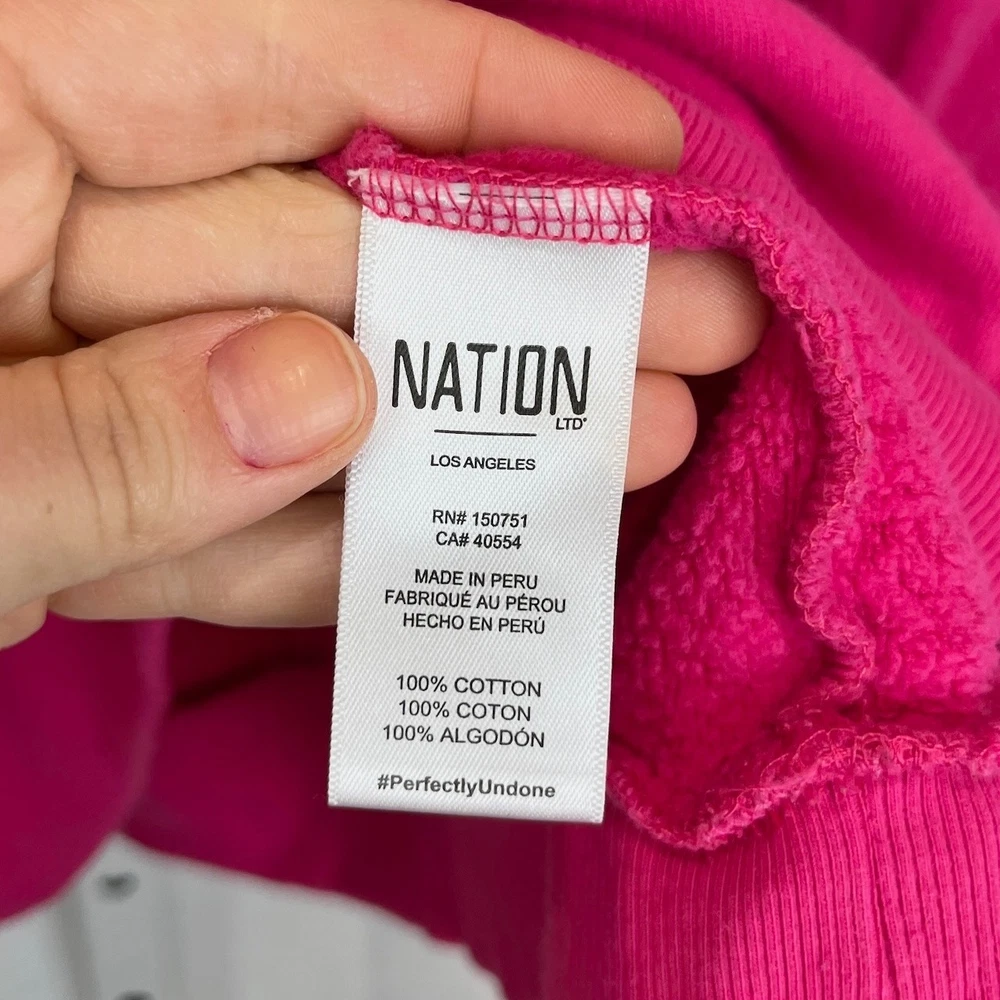 NATION
LTD®
LOS ANGELES
RN# 150751
CA# 40554
MADE IN PERU
FABRIQUÉ AU PÉROU
HECHO EN PERÚ
100% COTTON
100% COTON
100% ALGODÓN
#PerfectlyUndone